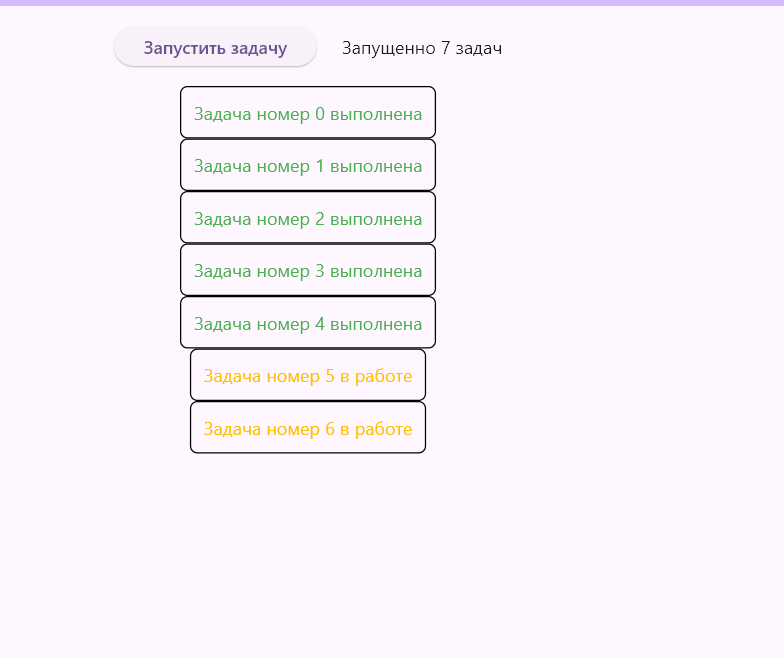 Запустить задачу Запущенно 7 задач
Задача номер 0 выполнена
Задача номер 1 выполнена
Задача номер 2 выполнена
Задача номер 3 выполнена
Задача номер 4 выполнена
Задача номер 5 в работе
Задача номер 6 в работе